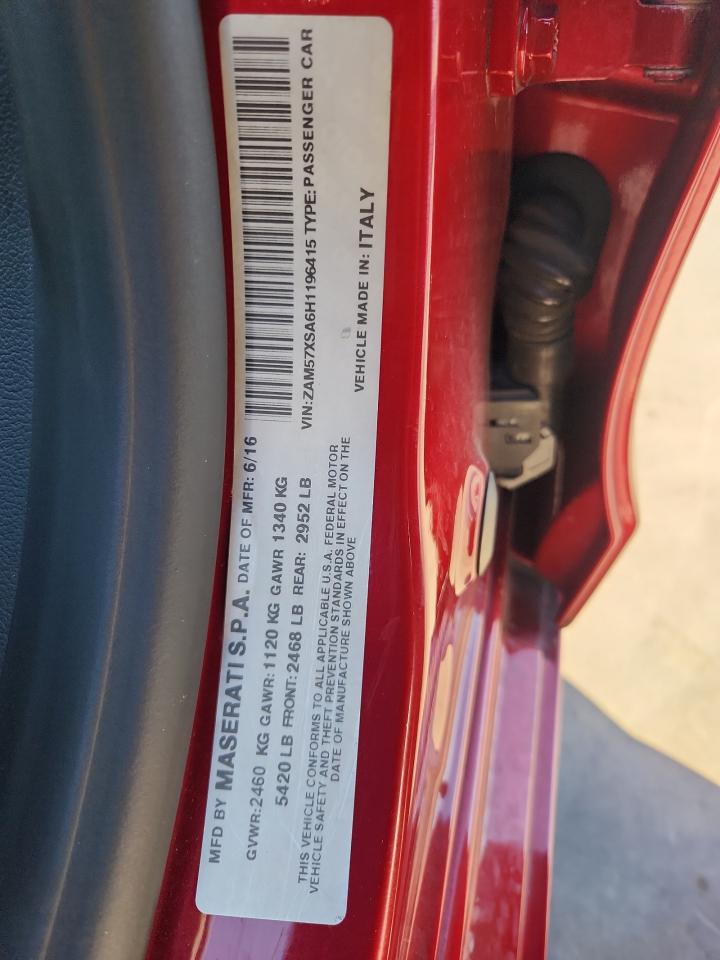 MFD BY MASERATI S.P.A. DATE OF MFR: 6/16
GVWR:2460 KG GAWR:1120 KG GAWR 1340 KG
5420 LB FRONT:2468 LB REAR: 2952 LB
VIN:ZAM57XSA6H1196415 TYPE:PASSENGER CAR
THIS VEHICLE CONFORMS TO ALL APPLICABLE U.S.A. FEDERAL MOTOR
VEHICLE SAFETY AND THEFT PREVENTION STANDARDS IN EFFECT ON THE
DATE OF MANUFACTURE SHOWN ABOVE
VEHICLE MADE IN: ITALY